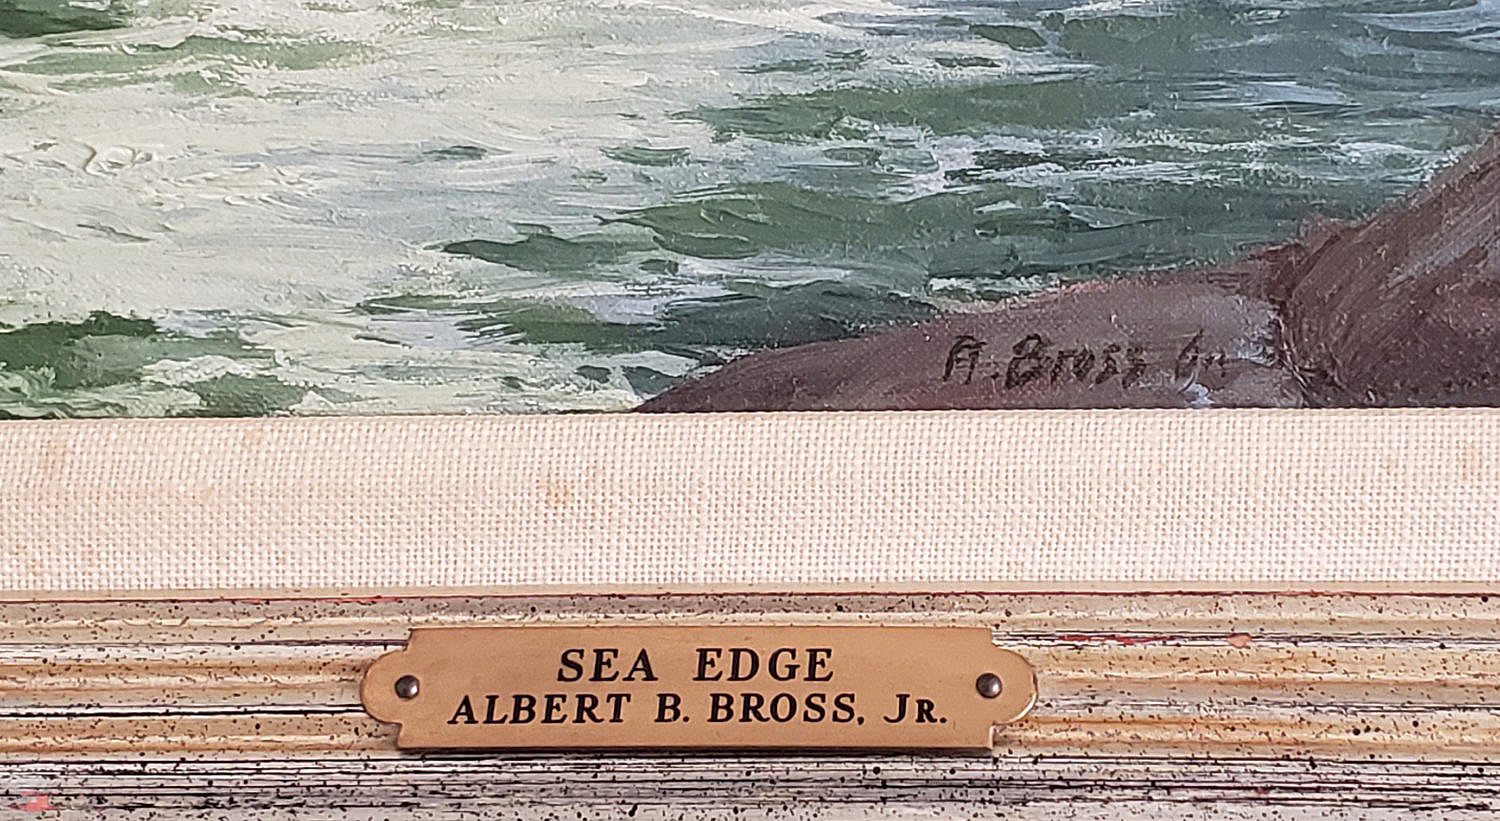 A. Bross Jr.
SEA EDGE
ALBERT B. BROSS, JR.